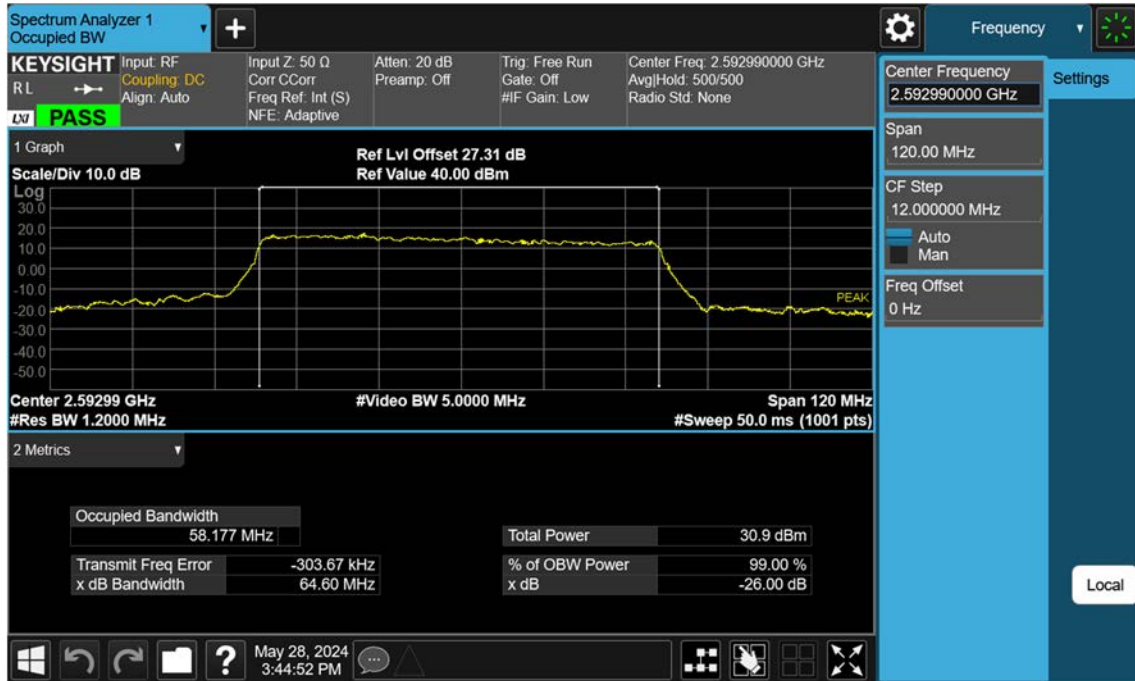 Spectrum Analyzer 1
Occupied BW
+
Frequency
KEYSIGHT
R L
LXI PASS
Input: RF
Coupling: DC
Align: Auto
Input Z: 50 Ω
Corr CCorr
Freq Ref: Int (S)
NFE: Adaptive
Atten: 20 dB
Preamp: Off
Trig: Free Run
Gate: Off
#IF Gain: Low
Center Freq: 2.592990000 GHz
Avg|Hold: 500/500
Radio Std: None
Center Frequency
2.592990000 GHz
Settings
Span
120.00 MHz
CF Step
12.000000 MHz
Auto
Man
Freq Offset
0 Hz
Local
1 Graph
Scale/Div 10.0 dB
Ref Lvl Offset 27.31 dB
Ref Value 40.00 dBm
Log
30.0
20.0
10.0
0.00
-10.0
-20.0
-30.0
-40.0
-50.0
PEAK
Center 2.59299 GHz
#Video BW 5.0000 MHz
Span 120 MHz
#Res BW 1.2000 MHz
#Sweep 50.0 ms (1001 pts)
2 Metrics
Occupied Bandwidth
58.177 MHz
Total Power 30.9 dBm
Transmit Freq Error -303.67 kHz
% of OBW Power 99.00 %
x dB Bandwidth 64.60 MHz
x dB -26.00 dB
?
May 28, 2024
3:44:52 PM